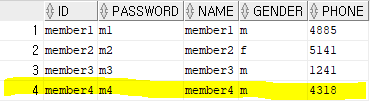 ID PASSWORD NAME GENDER PHONE
1 member1 m1 member1 m 4885
2 member2 m2 member2 f 5141
3 member3 m3 member3 m 1241
4 member4 m4 member4 m 4318